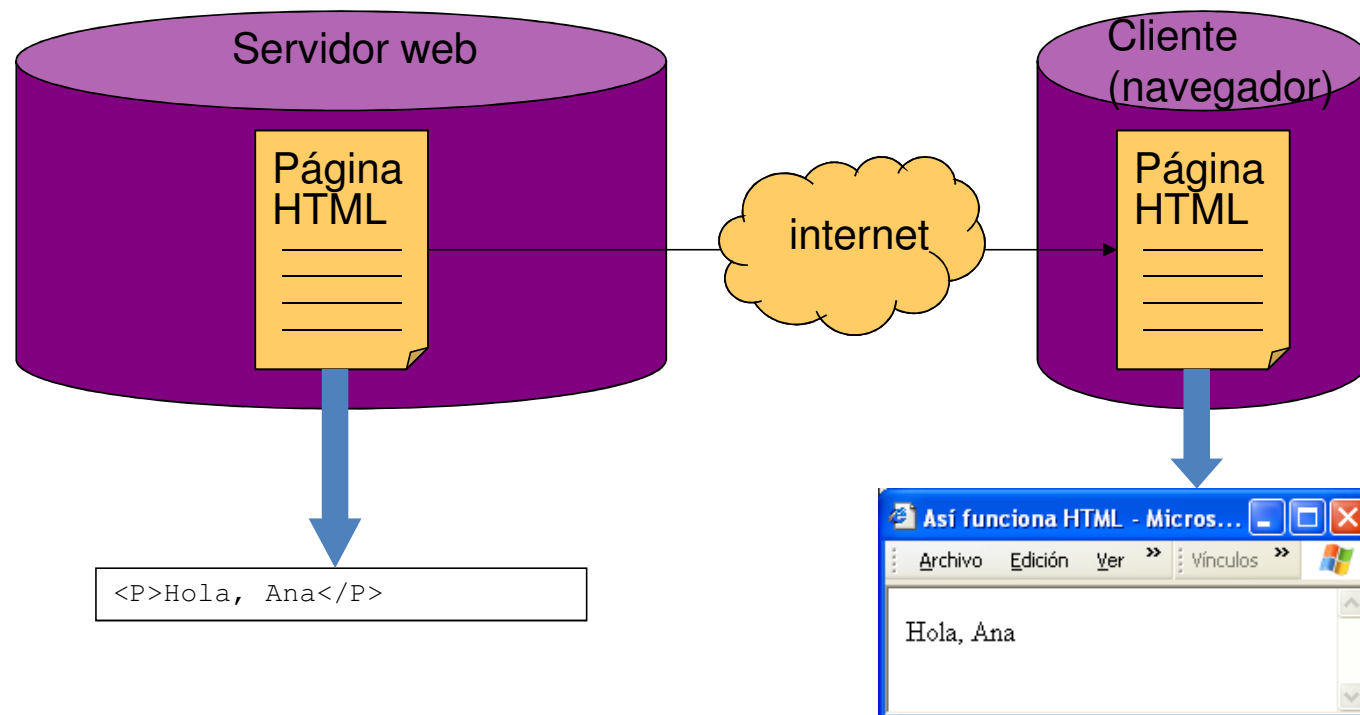 Servidor web
Cliente
(navegador)
Página
HTML
internet
Página
HTML
<P>Hola, Ana</P>
Así funciona HTML - Micros...
Archivo Edición Ver » Vínculos »
Hola, Ana